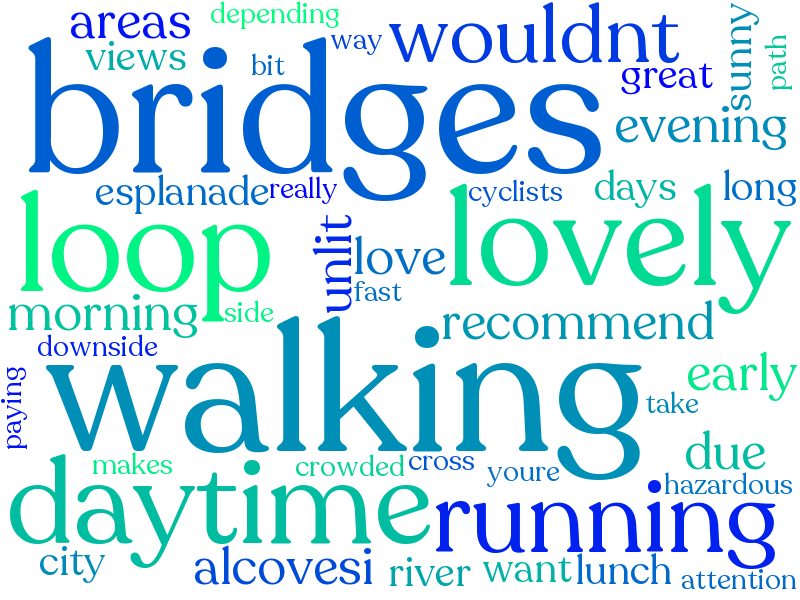 depending
areas
way
wouldnt
sunny
path
views
bit
great
bridges
evening
esplanade
really
cyclists
days
long
loop
unlit
love
lovely
fast
morning
side
recommend
downside
walking
early
paying
take
makes
crowded
cross
youre
due
hazardous
daytime
running
city
alcovesi
river
want
lunch
attention